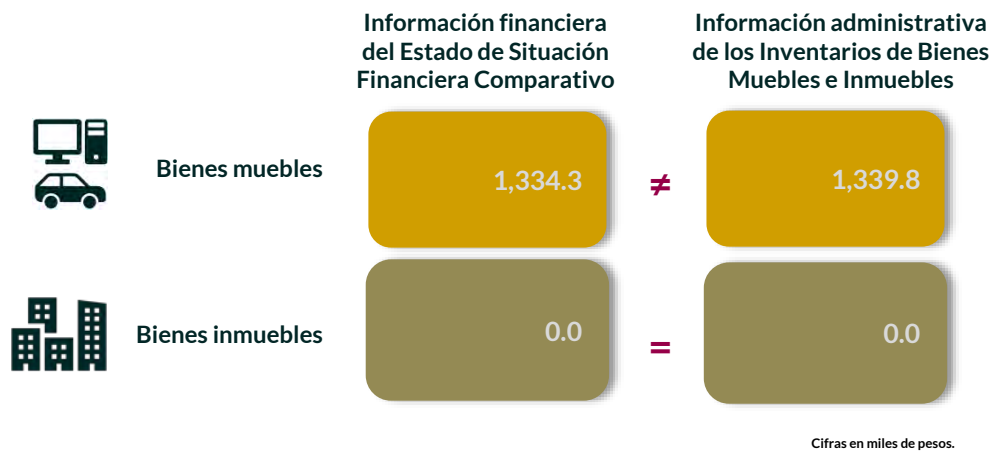 Información financiera
del Estado de Situación
Financiera Comparativo
Información administrativa
de los Inventarios de Bienes
Muebles e Inmuebles
Bienes muebles
1,334.3
≠
1,339.8
Bienes inmuebles
0.0
=
0.0
Cifras en miles de pesos.